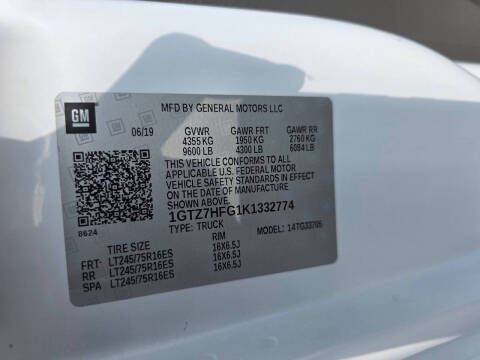 MFD BY GENERAL MOTORS LLC
GM
06/19 GVWR GAWR FRT GAWR RR
4355 KG 1950 KG 2760 KG
9600 LB 4300 LB 6084 LB
THIS VEHICLE CONFORMS TO ALL
APPLICABLE U.S. FEDERAL MOTOR
VEHICLE SAFETY STANDARDS IN EFFECT
ON THE DATE OF MANUFACTURE
SHOWN ABOVE.
1GTZ7HFG1K1332774
8624 TYPE: TRUCK MODEL: 14TG33705
TIRE SIZE RIM
FRT- LT245/75R16ES 16X6.5J
RR LT245/75R16ES 16X6.5J
SPA LT245/75R16ES 16X6.5J